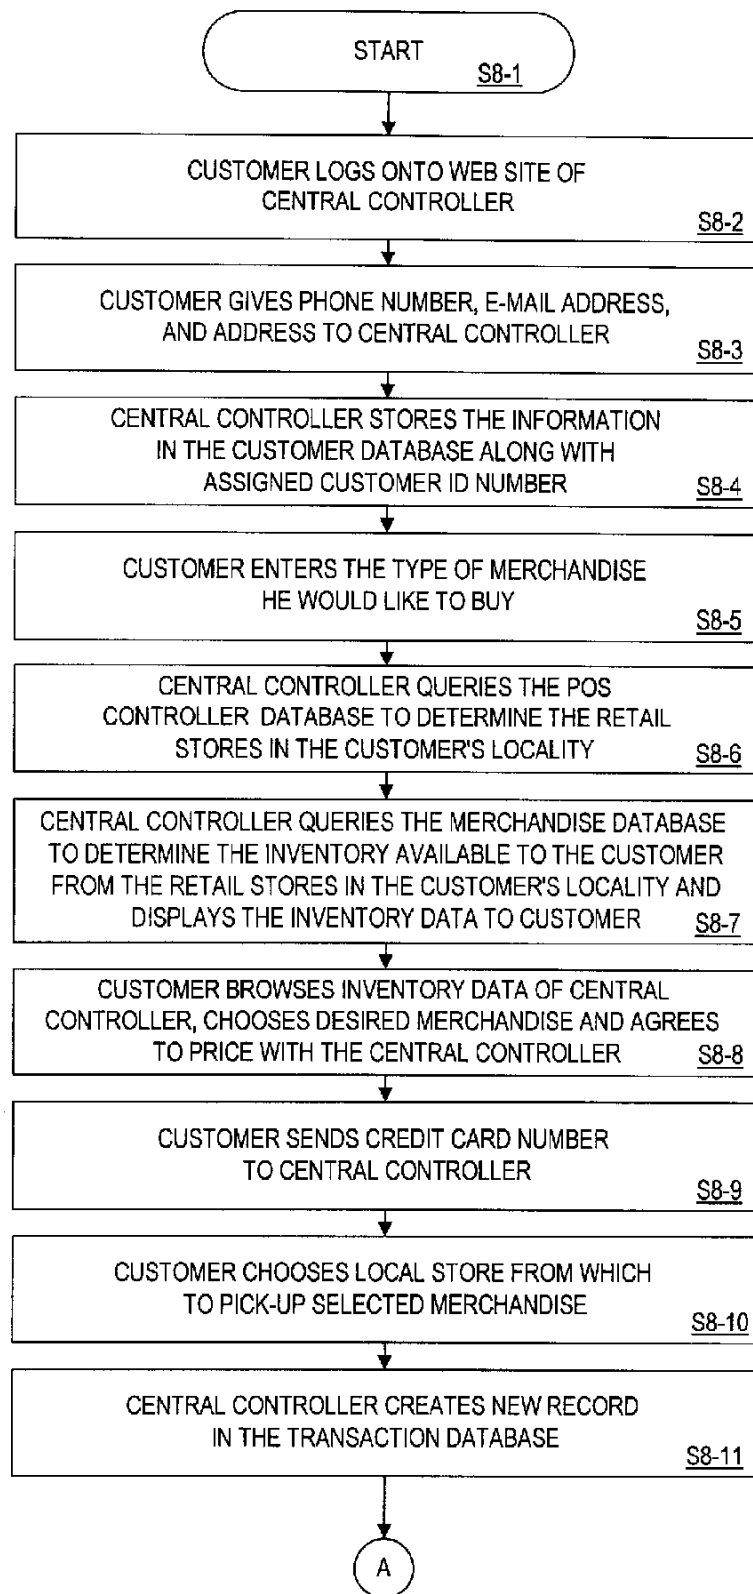 START
S8-1
CUSTOMER LOGS ONTO WEB SITE OF
CENTRAL CONTROLLER
S8-2
CUSTOMER GIVES PHONE NUMBER, E-MAIL ADDRESS,
AND ADDRESS TO CENTRAL CONTROLLER
S8-3
CENTRAL CONTROLLER STORES THE INFORMATION
IN THE CUSTOMER DATABASE ALONG WITH
ASSIGNED CUSTOMER ID NUMBER
S8-4
CUSTOMER ENTERS THE TYPE OF MERCHANDISE
HE WOULD LIKE TO BUY
S8-5
CENTRAL CONTROLLER QUERIES THE POS
CONTROLLER DATABASE TO DETERMINE THE RETAIL
STORES IN THE CUSTOMER'S LOCALITY
S8-6
CENTRAL CONTROLLER QUERIES THE MERCHANDISE DATABASE
TO DETERMINE THE INVENTORY AVAILABLE TO THE CUSTOMER
FROM THE RETAIL STORES IN THE CUSTOMER'S LOCALITY AND
DISPLAYS THE INVENTORY DATA TO CUSTOMER
S8-7
CUSTOMER BROWSES INVENTORY DATA OF CENTRAL
CONTROLLER, CHOOSES DESIRED MERCHANDISE AND AGREES
TO PRICE WITH THE CENTRAL CONTROLLER
S8-8
CUSTOMER SENDS CREDIT CARD NUMBER
TO CENTRAL CONTROLLER
S8-9
CUSTOMER CHOOSES LOCAL STORE FROM WHICH
TO PICK-UP SELECTED MERCHANDISE
S8-10
CENTRAL CONTROLLER CREATES NEW RECORD
IN THE TRANSACTION DATABASE
S8-11
A